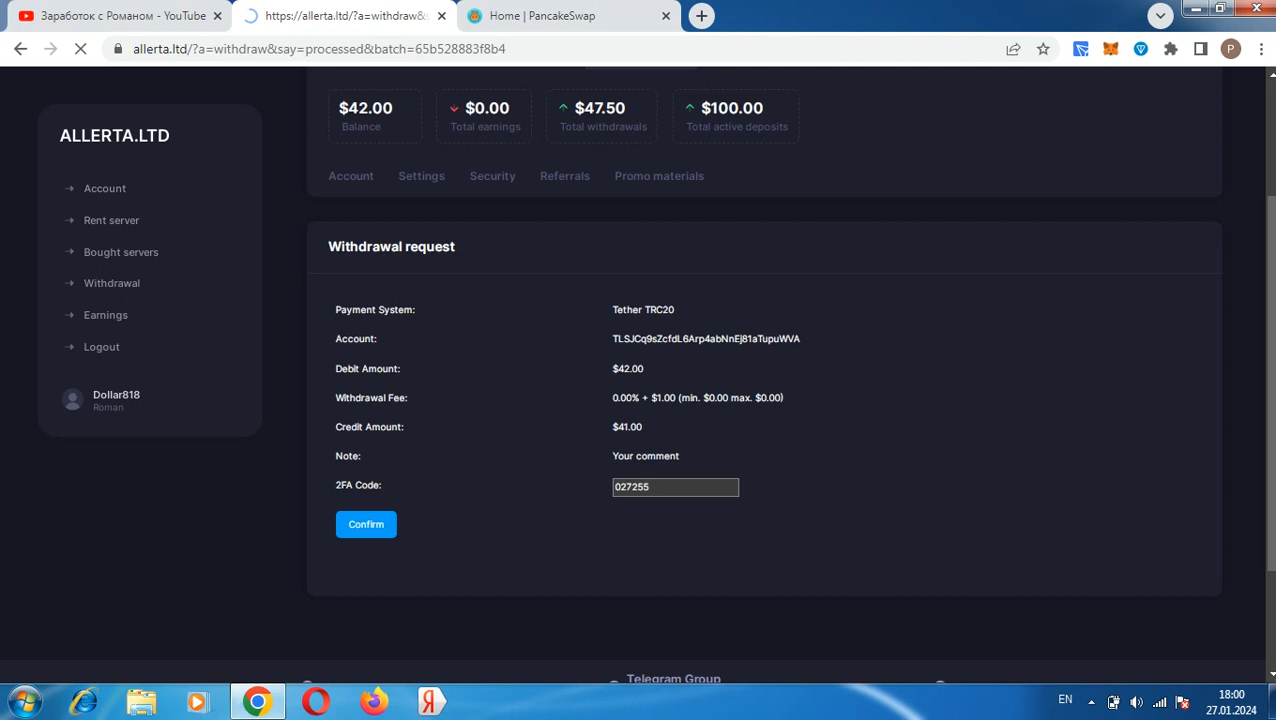 Заработок с Романом - YouTube
https://allerta.ltd/?a=withdraw&s
Home | PancakeSwap
allerta.ltd/?a=withdraw&say=processed&batch=65b528883f8b4
P
ALLERTA.LTD
Account
Rent server
Bought servers
Withdrawal
Earnings
Logout
Dollar818
Roman
$42.00
Balance
$0.00
Total earnings
$47.50
Total withdrawals
$100.00
Total active deposits
Account
Settings
Security
Referrals
Promo materials
Withdrawal request
Payment System: Tether TRC20
Account: TLSJCq9sZcfdL6Arp4abNnEj81aTupuWVA
Debit Amount: $42.00
Withdrawal Fee: 0.00% + $1.00 (min. $0.00 max. $0.00)
Credit Amount: $41.00
Note: Your comment
2FA Code: 027255
Confirm
Telegram Group
EN
18:00
27.01.2024